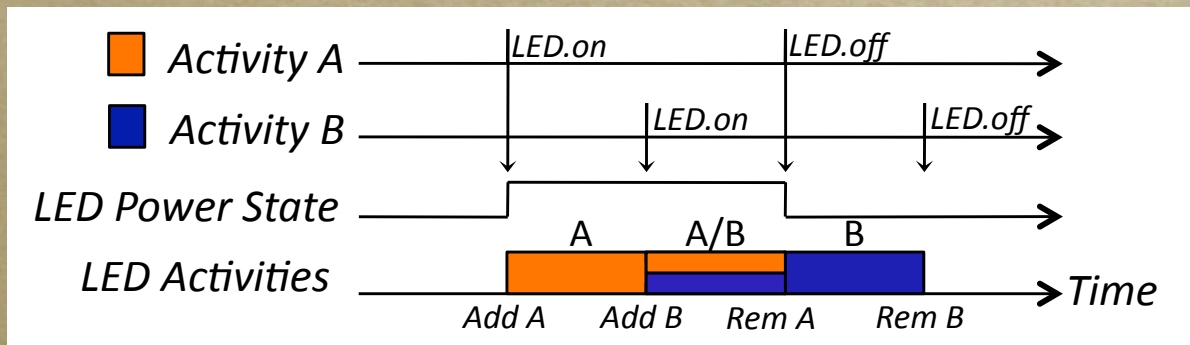 Activity A
LED.on
LED.off
Activity B
LED.on
LED.off
LED Power State
A
A/B
B
LED Activities
Time
Add A
Add B
Rem A
Rem B